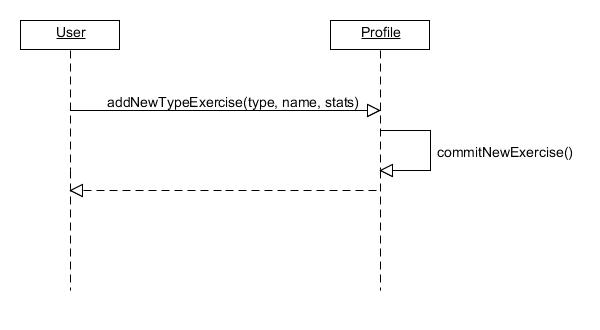 User
Profile
addNewTypeExercise(type, name, stats)
commitNewExercise()